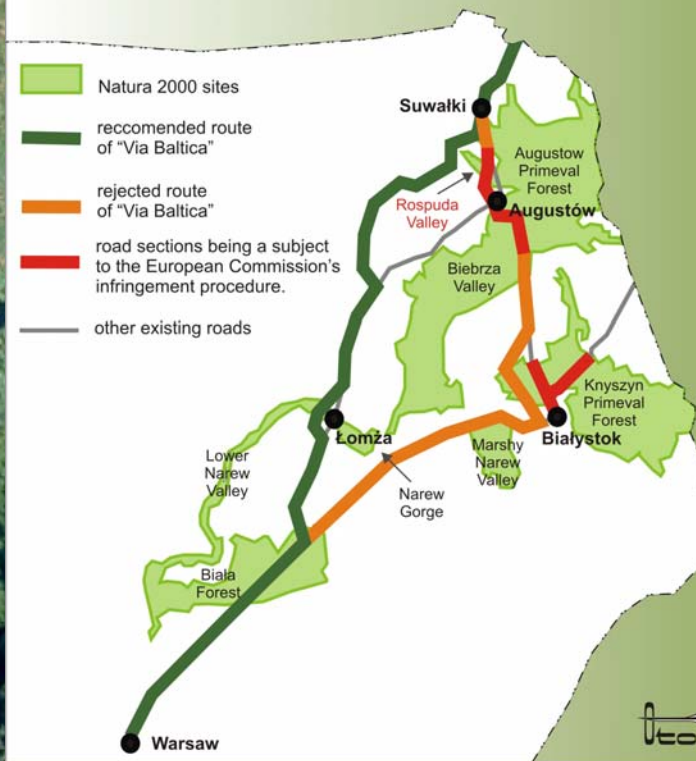 Natura 2000 sites
reccomended route
of "Via Baltica"
rejected route
of "Via Baltica"
road sections being a subject
to the European Commission's
infringement procedure.
other existing roads
Suwałki
Augustow
Primeval
Forest
Rospuda
Valley
Augustów
Biebrza
Valley
Knyszyn
Primeval
Forest
Łomża
Białystok
Marshy
Narew
Valley
Lower
Narew
Valley
Narew
Gorge
Biała
Forest
Warsaw